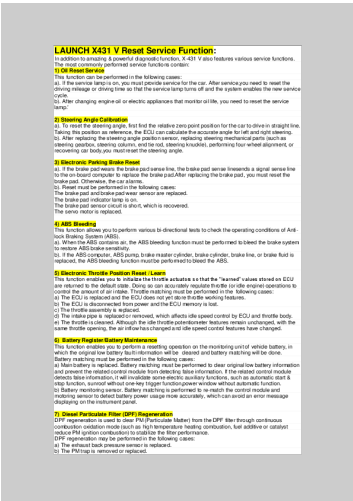 LAUNCH X431 V Reset Service Function:
In addition to amazing & powerful diagnostic function, X 431 V also features various service functions.
The most commonly performed service functions contain:
1) Oil Reset Service
This function can be performed in the following cases:
a). If the service lamp is on, you must provide service for the car. After service you need to reset the
driving mileage or driving time so that the service lamp turns off and the system enables the new service
cycle.
b). After changing engine oil or electric appliances that monitor oil life, you need to reset the service
lamp.'
2) Steering Angle Calibration
a). To reset the steering angle, first find the relative zero point position for the car to drive in straight line.
Taking this position as reference, the ECU can calculate the accurate angle for left and right steering.
b). After replacing the steering angle position sensor, replacing steering mechanical parts (such as
steering gearbox, steering column, end tie rod, steering knuckle), performing four-wheel alignment, or
recovering car body, you must reset the steering angle.
3) Electronic Parking Brake Reset
a). If the brake pad wears the brake pad sense line, the brake pad sense line sends a signal sense line
to the on-board computer to replace the brake pad. After replacing the brake pad, you must reset the
brake pad. Otherwise, the car alarms.
b). Reset must be performed in the following cases:
The brake pad and brake pad wear sensor are replaced.
The brake pad indicator lamp is on.
The brake pad sensor circuit is short, which is recovered.
The servo motor is replaced.
4) ABS Bleeding
This function allows you to perform various bi-directional tests to check the operating conditions of Anti-
lock Braking System (ABS).
a). When the ABS contains air, the ABS bleeding function must be performed to bleed the brake system
to restore ABS brake sensitivity.
b). If the ABS computer, ABS pump, brake master cylinder, brake cylinder, brake line, or brake fluid is
replaced, the ABS bleeding function must be performed to bleed the ABS.
5) Electronic Throttle Position Reset / Learn
This function enables you to initialize the throttle actuators so that the "learned" values stored on ECU
are returned to the default state. Doing so can accurately regulate throttle (or idle engine) operations to
control the amount of air intake. Throttle matching must be performed in the following cases:
a) The ECU is replaced and the ECU does not yet store throttle working features.
b) The ECU is disconnected from power and the ECU memory is lost.
c) The throttle assembly is replaced.
d) The intake pipe is replaced or removed, which affects idle speed control by ECU and throttle body.
e) The throttle is cleaned. Although the idle throttle potentiometer features remain unchanged, with the
same throttle opening, the air inflow has changed and idle speed control features have changed.
6) Battery Register/Battery Maintenance
This function enables you to perform a resetting operation on the monitoring unit of vehicle battery, in
which the original low battery fault information will be cleared and battery matching will be done.
Battery matching must be performed in the following cases:
a) Main battery is replaced. Battery matching must be performed to clear original low battery information
and prevent the related control module from detecting false information. If the related control module
detects false information, it will invalidate some electric auxiliary functions, such as automatic start &
stop function, sunroof without one-key trigger function, power window without automatic function.
b) Battery monitoring sensor. Battery matching is performed to re-match the control module and
motoring sensor to detect battery power usage more accurately, which can avoid an error message
displaying on the instrument panel.
7) Diesel Particulate Filter (DPF) Regeneration
DPF regeneration is used to clear PM (Particulate Matter) from the DPF filter through continuous
combustion oxidation mode (such as high temperature heating combustion, fuel additive or catalyst
reduce PM ignition combustion) to stabilize the filter performance.
DPF regeneration may be performed in the following cases:
a) The exhaust back pressure sensor is replaced.
b) The PM trap is removed or replaced.